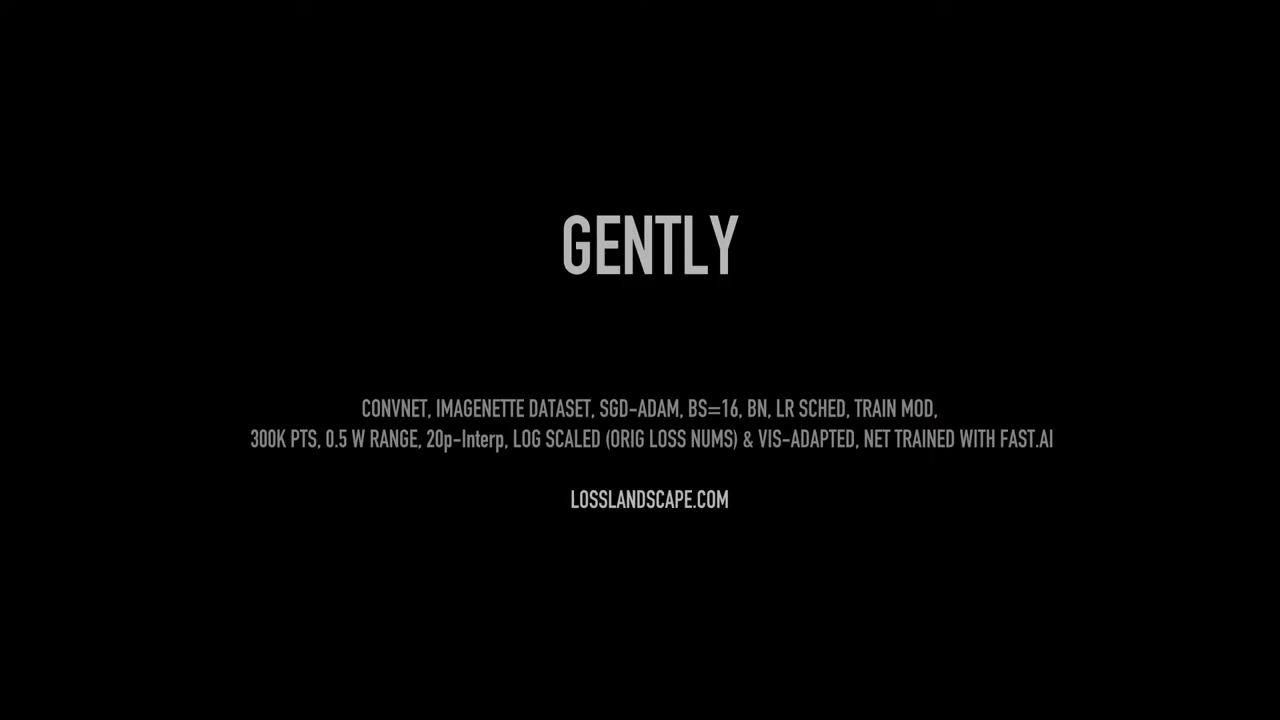 GENTLY
CONVNET, IMAGENETTE DATASET, SGD-ADAM, BS=16, BN, LR SCHED, TRAIN MOD,
300K PTS, 0.5 W RANGE, 20p-Interp, LOG SCALED (ORIG LOSS NUMS) & VIS-ADAPTED, NET TRAINED WITH FAST.AI
LOSSLANDSCAPE.COM